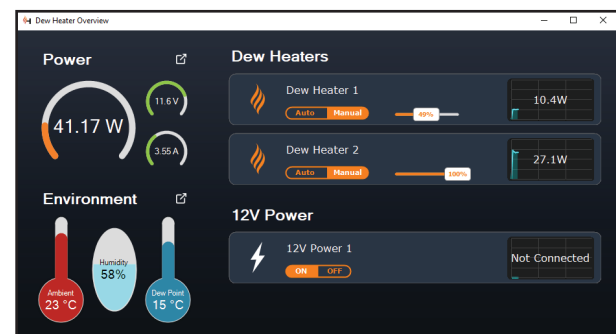 Dew Heater Overview
Power
41.17 W
11.6 V
3.55 A
Environment
Ambient
23 °C
Humidity
58%
Dew Point
15 °C
Dew Heaters
Dew Heater 1
Auto Manual
49%
10.4W
Dew Heater 2
Auto Manual
100%
27.1W
12V Power
12V Power 1
ON OFF
Not Connected